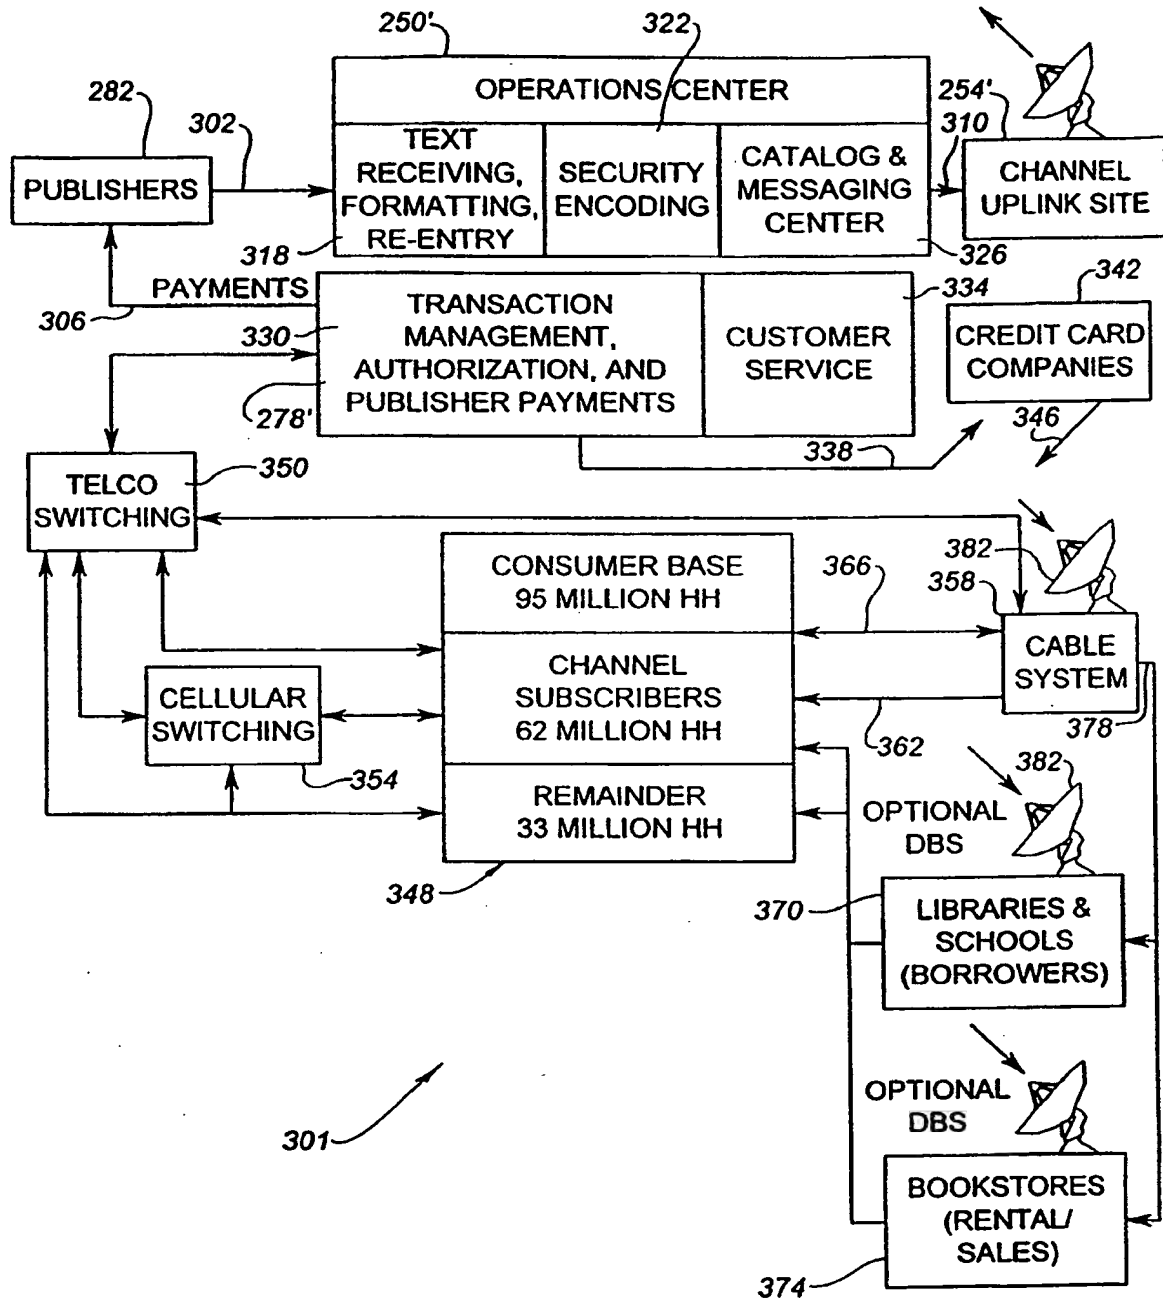 250'
322
282
302
OPERATIONS CENTER
254'
310
PUBLISHERS
TEXT
RECEIVING,
FORMATTING,
RE-ENTRY
318
SECURITY
ENCODING
CATALOG &
MESSAGING
CENTER
326
CHANNEL
UPLINK SITE
PAYMENTS
306
330
TRANSACTION
MANAGEMENT,
AUTHORIZATION, AND
PUBLISHER PAYMENTS
278'
334
CUSTOMER
SERVICE
342
CREDIT CARD
COMPANIES
346
338
350
TELCO
SWITCHING
CONSUMER BASE
95 MILLION HH
366
382
358
CHANNEL
SUBSCRIBERS
62 MILLION HH
CABLE
SYSTEM
378
362
CELLULAR
SWITCHING
354
REMAINDER
33 MILLION HH
348
382
OPTIONAL
DBS
370
LIBRARIES &
SCHOOLS
(BORROWERS)
301
OPTIONAL
DBS
BOOKSTORES
(RENTAL/
SALES)
374